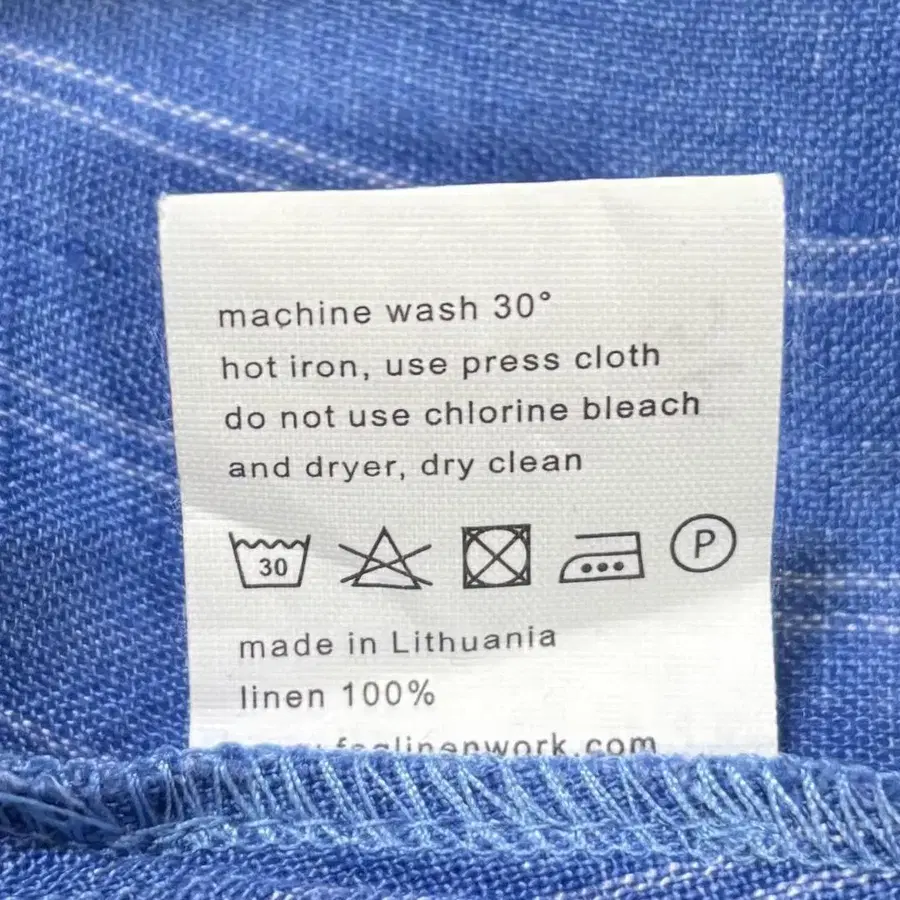 machine wash 30°
hot iron, use press cloth
do not use chlorine bleach
and dryer, dry clean
30 P
made in Lithuania
linen 100%